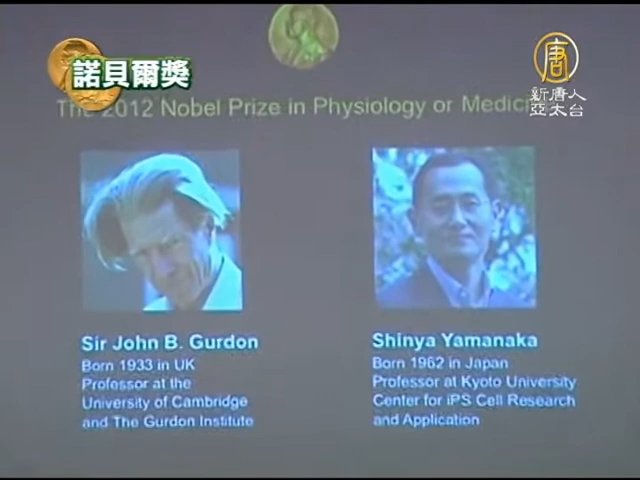 諾貝爾獎
唐
新唐人
亞太台
The 2012 Nobel Prize in Physiology or Medicine
Sir John B. Gurdon
Born 1933 in UK
Professor at the
University of Cambridge
and The Gurdon Institute
Shinya Yamanaka
Born 1962 in Japan
Professor at Kyoto University
Center for iPS Cell Research
and Application